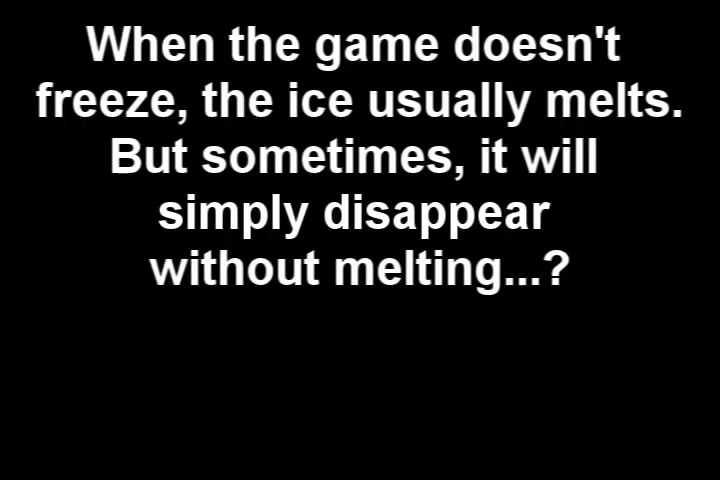 When the game doesn't
freeze, the ice usually melts.
But sometimes, it will
simply disappear
without melting...?